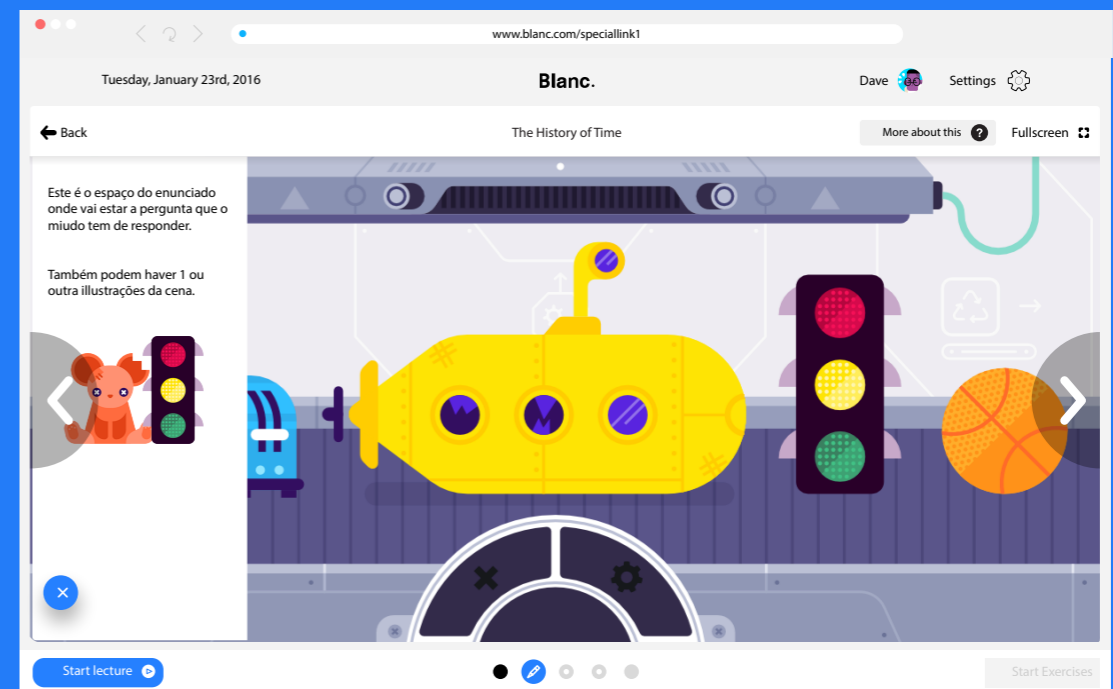 www.blanc.com/speciallink1
Tuesday, January 23rd, 2016
Blanc.
Dave
Settings
Back
The History of Time
More about this ?
Fullscreen
Este é o espaço do enunciado
onde vai estar a pergunta que o
miudo tem de responder.
Também podem haver 1 ou
outra illustrações da cena.
Start lecture
Start Exercises